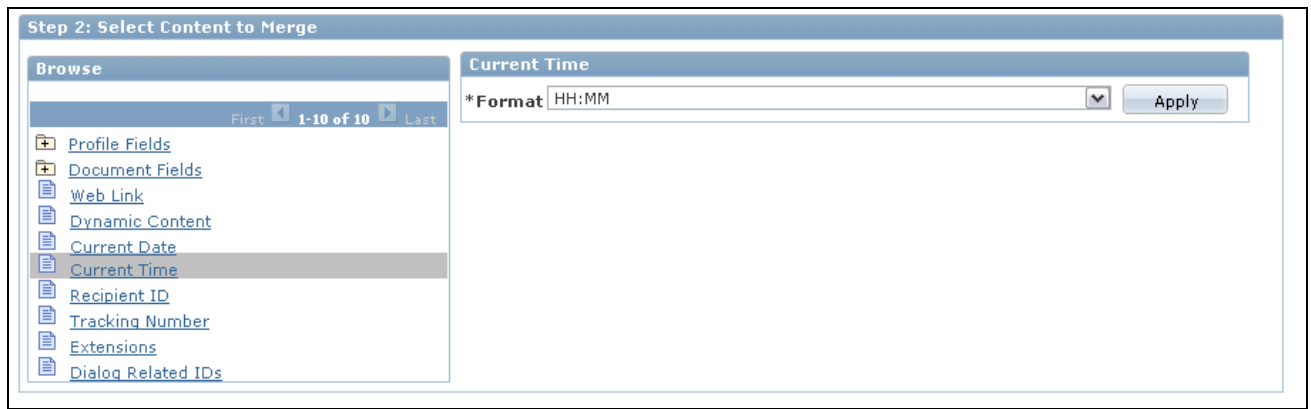 Step 2: Select Content to Merge
Browse
First 1-10 of 10 Last
Profile Fields
Document Fields
Web Link
Dynamic Content
Current Date
Current Time
Recipient ID
Tracking Number
Extensions
Dialog Related IDs
Current Time
*Format HH:MM Apply